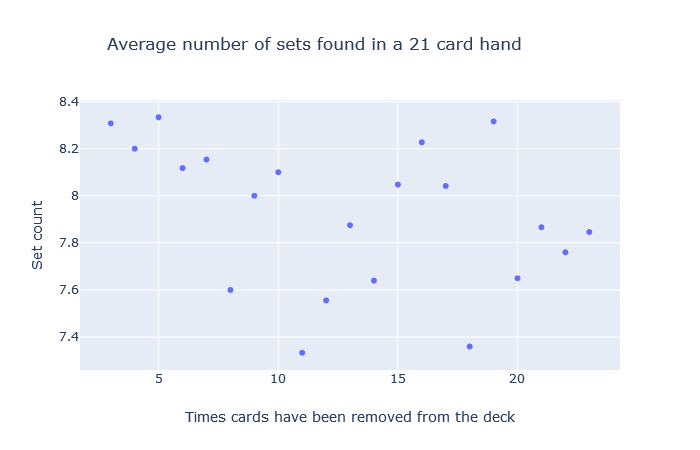 Average number of sets found in a 21 card hand
8.4
8.2
8
7.8
7.6
7.4
Set count
5 10 15 20
Times cards have been removed from the deck